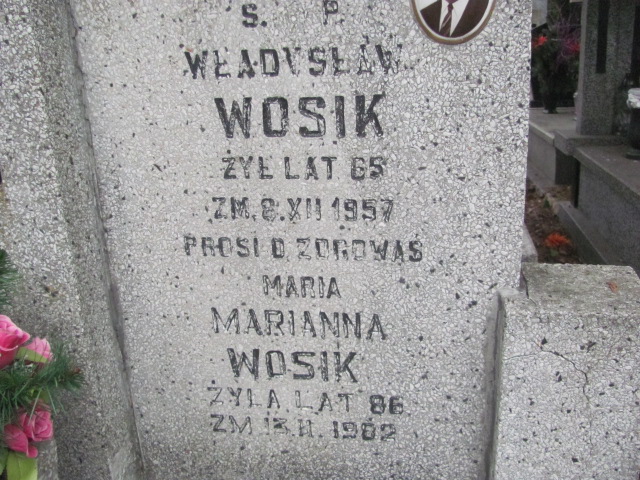 Ś. P.
WŁADYSŁAW
WOSIK
ŻYŁ LAT 65
ZM. 8.XII 1957
PROSI O ZDROWAŚ
MARIA
MARIANNA
WOSIK
ŻYŁA LAT 86
ZM 13.II.1982